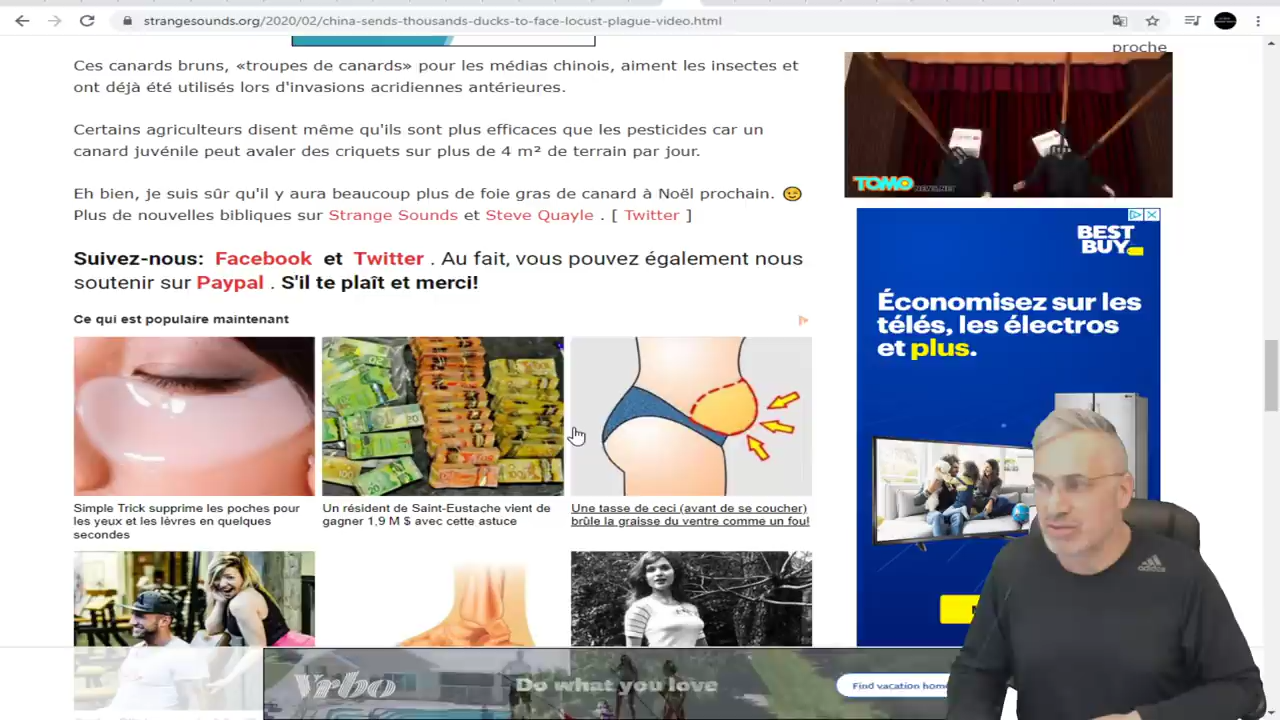 strangesounds.org/2020/02/china-sends-thousands-ducks-to-face-locust-plague-video.html
proche
Ces canards bruns, «troupes de canards» pour les médias chinois, aiment les insectes et
ont déjà été utilisés lors d'invasions acridiennes antérieures.
Certains agriculteurs disent même qu'ils sont plus efficaces que les pesticides car un
canard juvénile peut avaler des criquets sur plus de 4 m² de terrain par jour.
Eh bien, je suis sûr qu'il y aura beaucoup plus de foie gras de canard à Noël prochain. 😉
Plus de nouvelles bibliques sur Strange Sounds et Steve Quayle . [ Twitter ]
Suivez-nous: Facebook et Twitter . Au fait, vous pouvez également nous
soutenir sur Paypal . S'il te plaît et merci!
Ce qui est populaire maintenant
Simple Trick supprime les poches pour
les yeux et les lèvres en quelques
secondes
Un résident de Saint-Eustache vient de
gagner 1,9 M $ avec cette astuce
Une tasse de ceci (avant de se coucher)
brûle la graisse du ventre comme un fou!
TOMONEWS.NET
BEST
BUY
Économisez sur les
télés, les électros
et plus.
Vrbo
Do what you love
Find vacation home
adidas